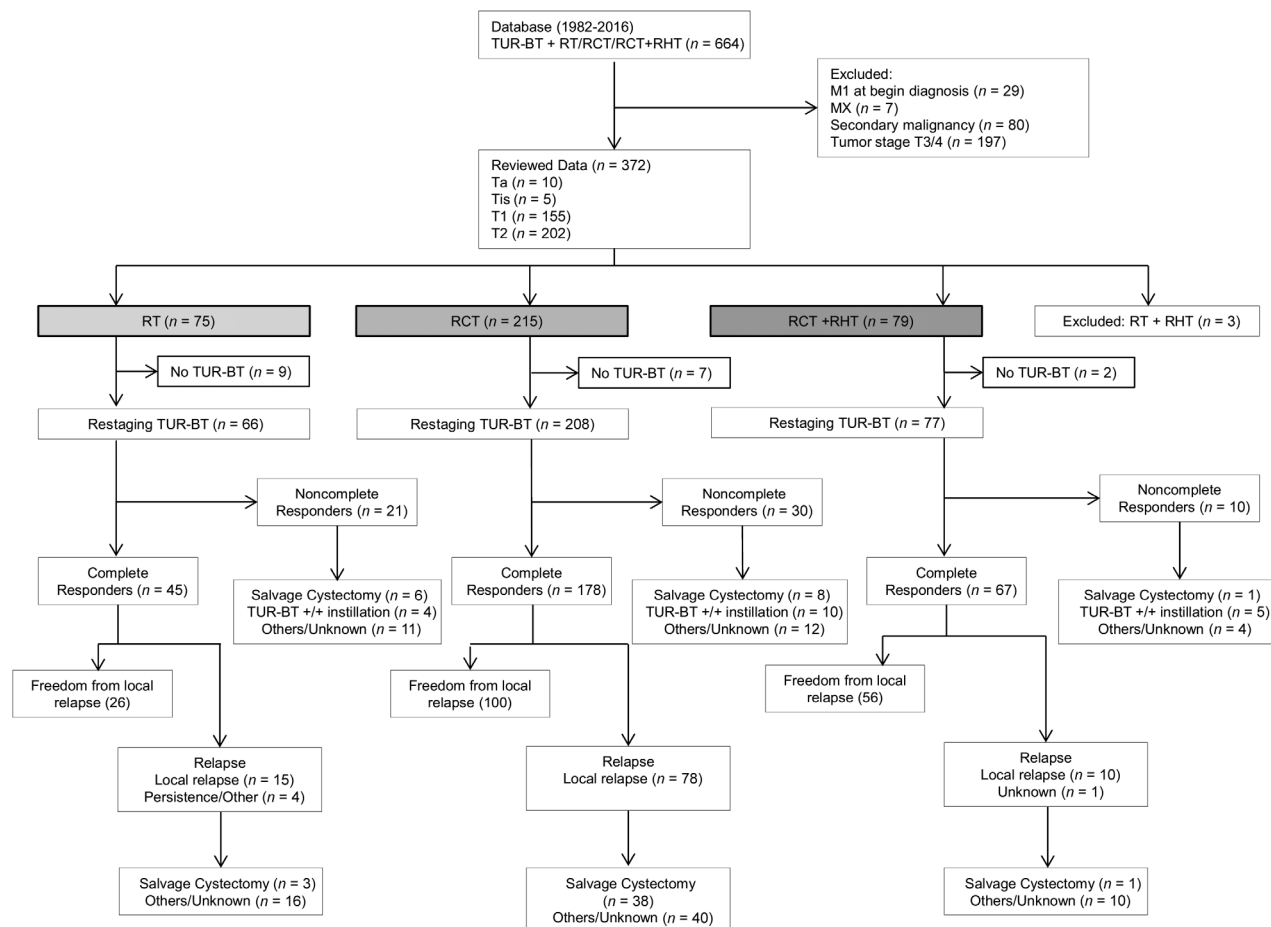 Database (1982-2016)
TUR-BT + RT/RCT/RCT+RHT (n = 664)
Excluded:
M1 at begin diagnosis (n = 29)
MX (n = 7)
Secondary malignancy (n = 80)
Tumor stage T3/4 (n = 197)
Reviewed Data (n = 372)
Ta (n = 10)
Tis (n = 5)
T1 (n = 155)
T2 (n = 202)
RT (n = 75)
RCT (n = 215)
RCT +RHT (n = 79)
Excluded: RT + RHT (n = 3)
No TUR-BT (n = 9)
No TUR-BT (n = 7)
No TUR-BT (n = 2)
Restaging TUR-BT (n = 66)
Restaging TUR-BT (n = 208)
Restaging TUR-BT (n = 77)
Noncomplete
Responders (n = 21)
Noncomplete
Responders (n = 30)
Noncomplete
Responders (n = 10)
Complete
Responders (n = 45)
Salvage Cystectomy (n = 6)
TUR-BT +/+ instillation (n = 4)
Others/Unknown (n = 11)
Complete
Responders (n = 178)
Salvage Cystectomy (n = 8)
TUR-BT +/+ instillation (n = 10)
Others/Unknown (n = 12)
Complete
Responders (n = 67)
Salvage Cystectomy (n = 1)
TUR-BT +/+ instillation (n = 5)
Others/Unknown (n = 4)
Freedom from local
relapse (26)
Freedom from local
relapse (100)
Freedom from local
relapse (56)
Relapse
Local relapse (n = 15)
Persistence/Other (n = 4)
Relapse
Local relapse (n = 78)
Relapse
Local relapse (n = 10)
Unknown (n = 1)
Salvage Cystectomy (n = 3)
Others/Unknown (n = 16)
Salvage Cystectomy
(n = 38)
Others/Unknown (n = 40)
Salvage Cystectomy (n = 1)
Others/Unknown (n = 10)